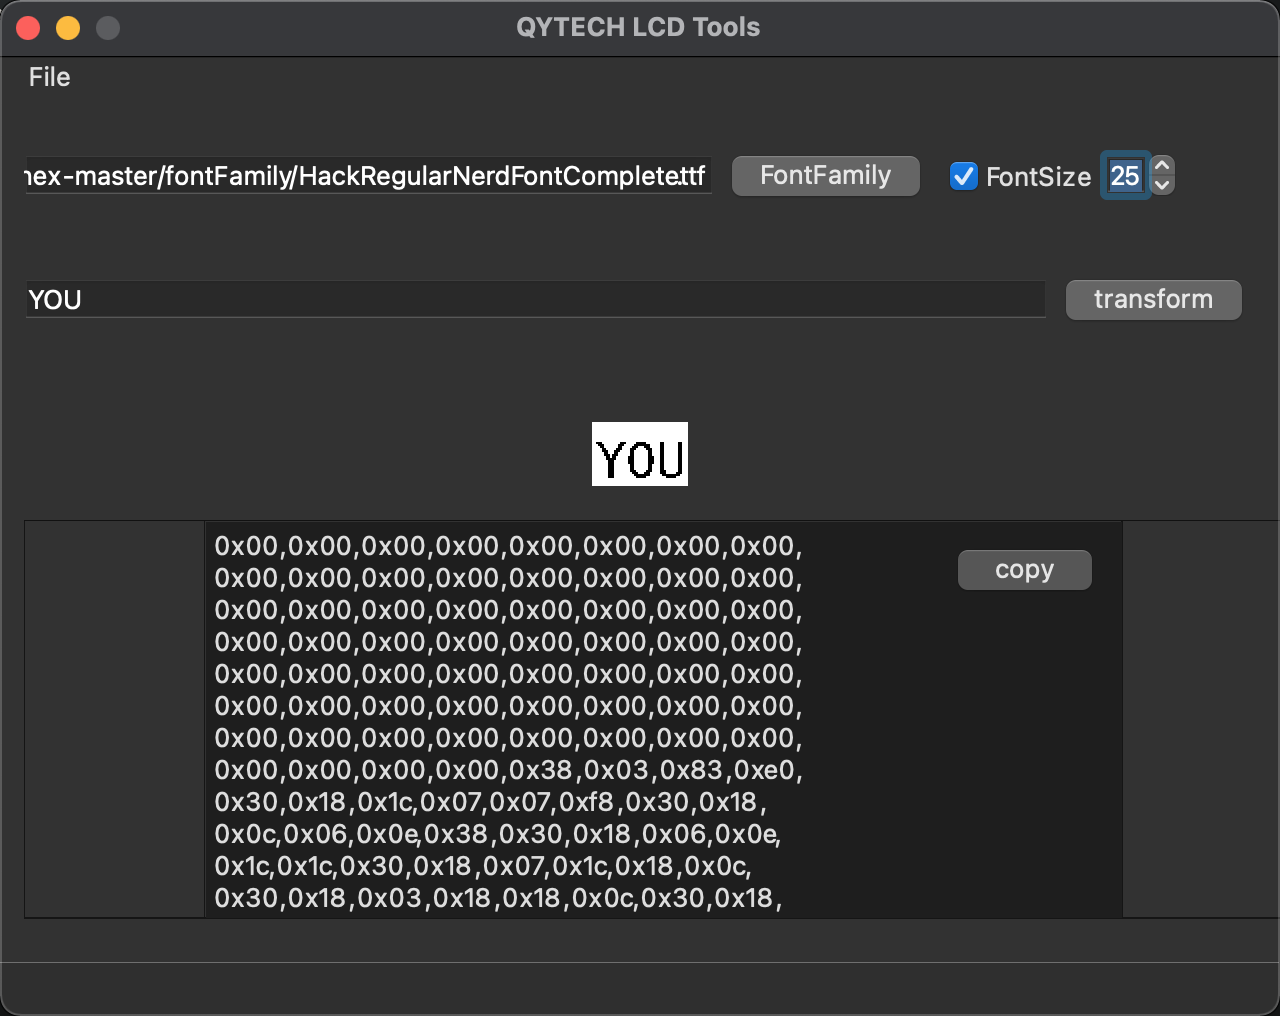 QYTECH LCD Tools
File
hex-master/fontFamily/HackRegularNerdFontComplete.ttf FontFamily FontSize 25
YOU transform
YOU
0x00,0x00,0x00,0x00,0x00,0x00,0x00,0x00,
copy
0x00,0x00,0x00,0x00,0x00,0x00,0x00,0x00,
0x00,0x00,0x00,0x00,0x00,0x00,0x00,0x00,
0x00,0x00,0x00,0x00,0x00,0x00,0x00,0x00,
0x00,0x00,0x00,0x00,0x00,0x00,0x00,0x00,
0x00,0x00,0x00,0x00,0x00,0x00,0x00,0x00,
0x00,0x00,0x00,0x00,0x00,0x00,0x00,0x00,
0x00,0x00,0x00,0x00,0x38,0x03,0x83,0xe0,
0x30,0x18,0x1c,0x07,0x07,0xf8,0x30,0x18,
0x0c,0x06,0x0e,0x38,0x30,0x18,0x06,0x0e,
0x1c,0x1c,0x30,0x18,0x07,0x1c,0x18,0x0c,
0x30,0x18,0x03,0x18,0x18,0x0c,0x30,0x18,